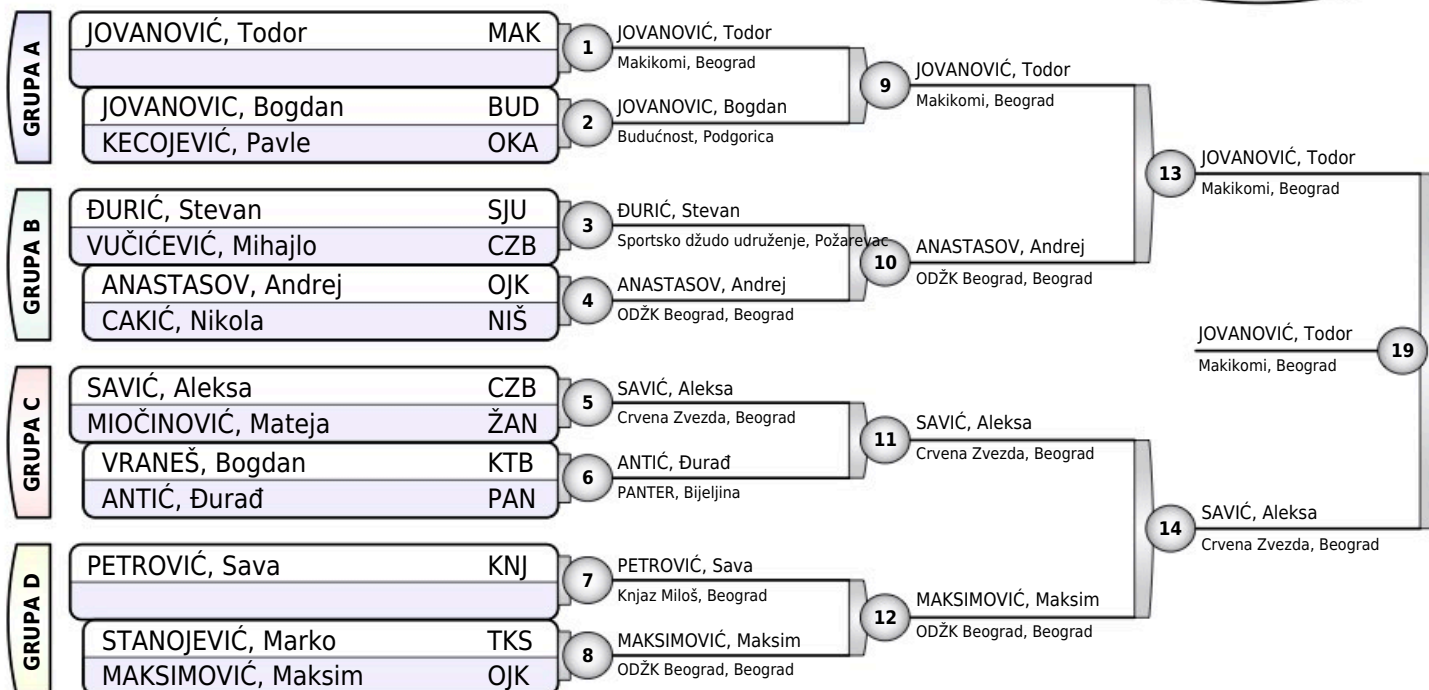 GRUPA A
JOVANOVIĆ, Todor MAK
JOVANOVIC, Bogdan BUD
KECOJEVIĆ, Pavle OKA
GRUPA B
ĐURIĆ, Stevan SJU
VUČIĆEVIĆ, Mihajlo CZB
ANASTASOV, Andrej OJK
CAKIĆ, Nikola NIŠ
GRUPA C
SAVIĆ, Aleksa CZB
MIOČINOVIĆ, Mateja ŽAN
VRANEŠ, Bogdan KTB
ANTIĆ, Đurađ PAN
GRUPA D
PETROVIĆ, Sava KNJ
STANOJEVIĆ, Marko TKS
MAKSIMOVIĆ, Maksim OJK
1 JOVANOVIĆ, Todor
Makikomi, Beograd
2 JOVANOVIC, Bogdan
Budućnost, Podgorica
3 ĐURIĆ, Stevan
Sportsko džudo udruženje, Požarevac
4 ANASTASOV, Andrej
ODŽK Beograd, Beograd
5 SAVIĆ, Aleksa
Crvena Zvezda, Beograd
6 ANTIĆ, Đurađ
PANTER, Bijeljina
7 PETROVIĆ, Sava
Knjaz Miloš, Beograd
8 MAKSIMOVIĆ, Maksim
ODŽK Beograd, Beograd
9 JOVANOVIĆ, Todor
Makikomi, Beograd
10 ANASTASOV, Andrej
ODŽK Beograd, Beograd
11 SAVIĆ, Aleksa
Crvena Zvezda, Beograd
12 MAKSIMOVIĆ, Maksim
ODŽK Beograd, Beograd
13 JOVANOVIĆ, Todor
Makikomi, Beograd
14 SAVIĆ, Aleksa
Crvena Zvezda, Beograd
JOVANOVIĆ, Todor 19
Makikomi, Beograd